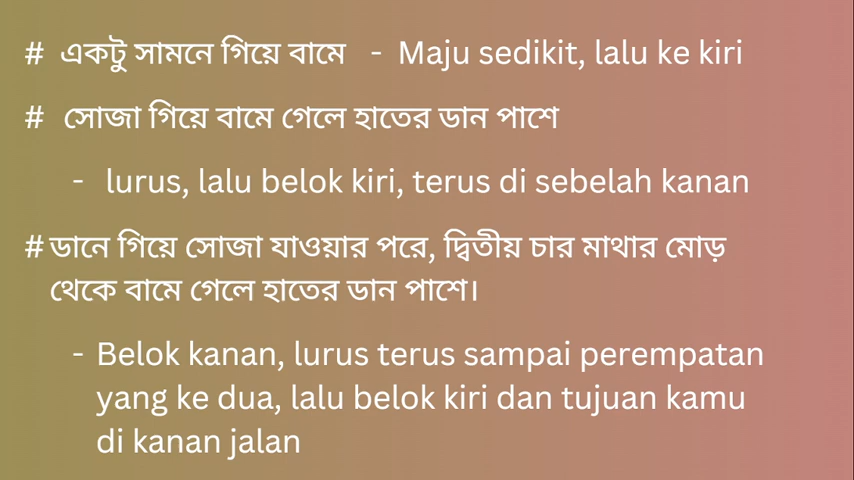 # একটু সামনে গিয়ে বামে - Maju sedikit, lalu ke kiri
# সোজা গিয়ে বামে গেলে হাতের ডান পাশে
- lurus, lalu belok kiri, terus di sebelah kanan
# ডানে গিয়ে সোজা যাওয়ার পরে, দ্বিতীয় চার মাথার মোড়
থেকে বামে গেলে হাতের ডান পাশে।
- Belok kanan, lurus terus sampai perempatan
yang ke dua, lalu belok kiri dan tujuan kamu
di kanan jalan